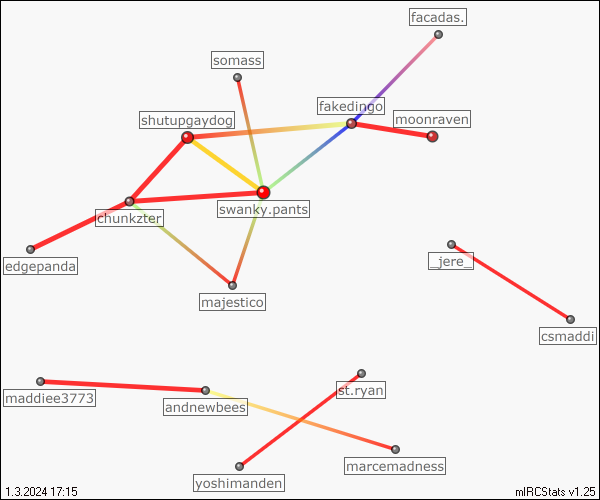 facadas.
somass
fakedingo
shutupgaydog
moonraven
swanky.pants
chunkzter
_jere_
edgepanda
majestico
csmaddi
st.ryan
maddiee3773
andnewbees
marcemadness
yoshimanden
1.3.2024 17:15
mIRCStats v1.25